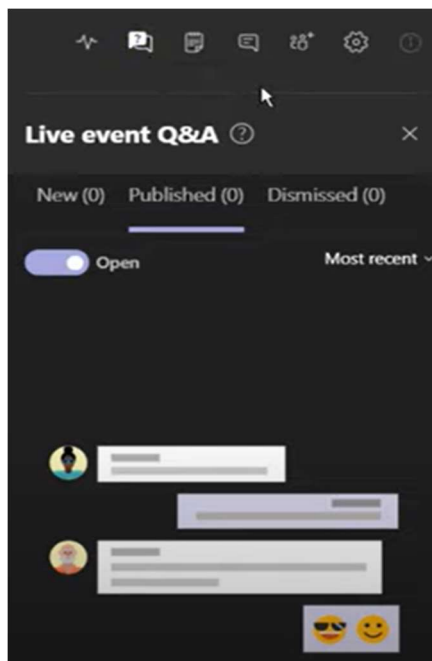 Live event Q&A
New (0) Published (0) Dismissed (0)
Open Most recent